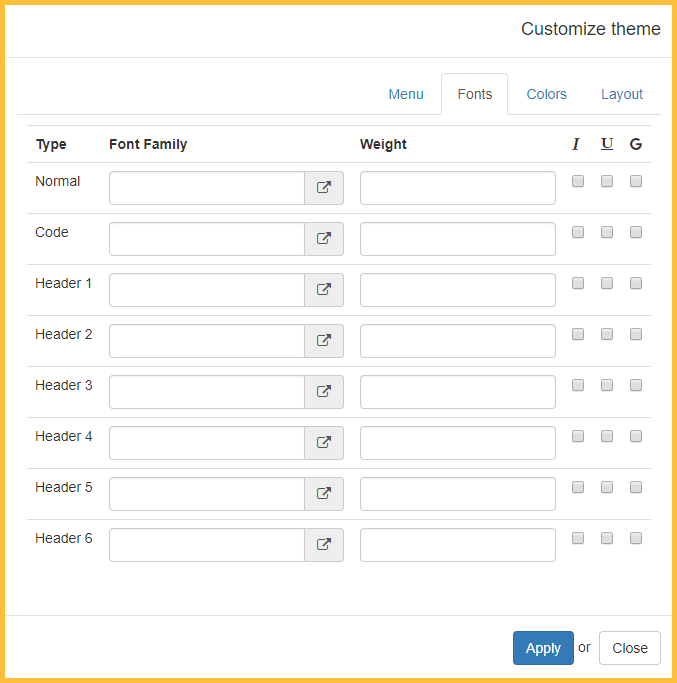 Customize theme
Menu Fonts Colors Layout
Type Font Family Weight I U G
Normal
Code
Header 1
Header 2
Header 3
Header 4
Header 5
Header 6
Apply or Close